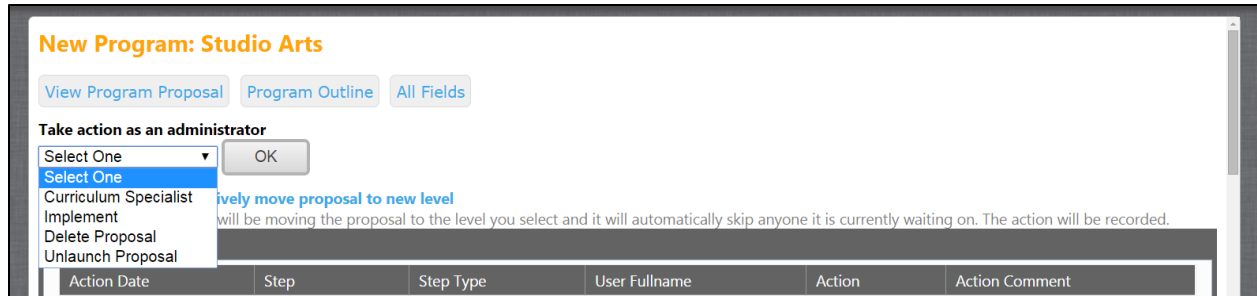 New Program: Studio Arts
View Program Proposal Program Outline All Fields
Take action as an administrator
Select One OK
Select One
Curriculum Specialist
ively move proposal to new level
Implement
will be moving the proposal to the level you select and it will automatically skip anyone it is currently waiting on. The action will be recorded.
Delete Proposal
Unlaunch Proposal
Action Date Step Step Type User Fullname Action Action Comment